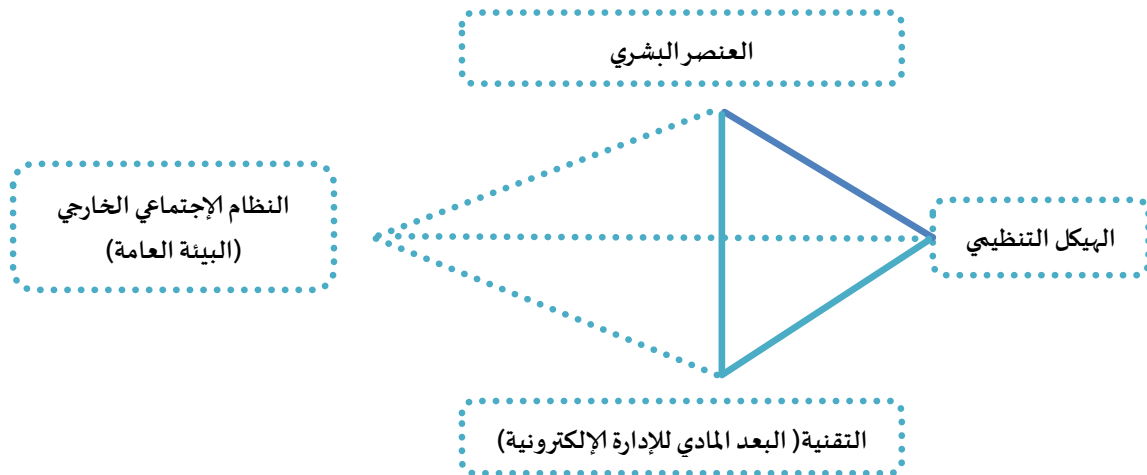 العنصر البشري
النظام الإجتماعي الخارجي
(البيئة العامة)
الهيكل التنظيمي
التقنية( البعد المادي للإدارة الإلكترونية)